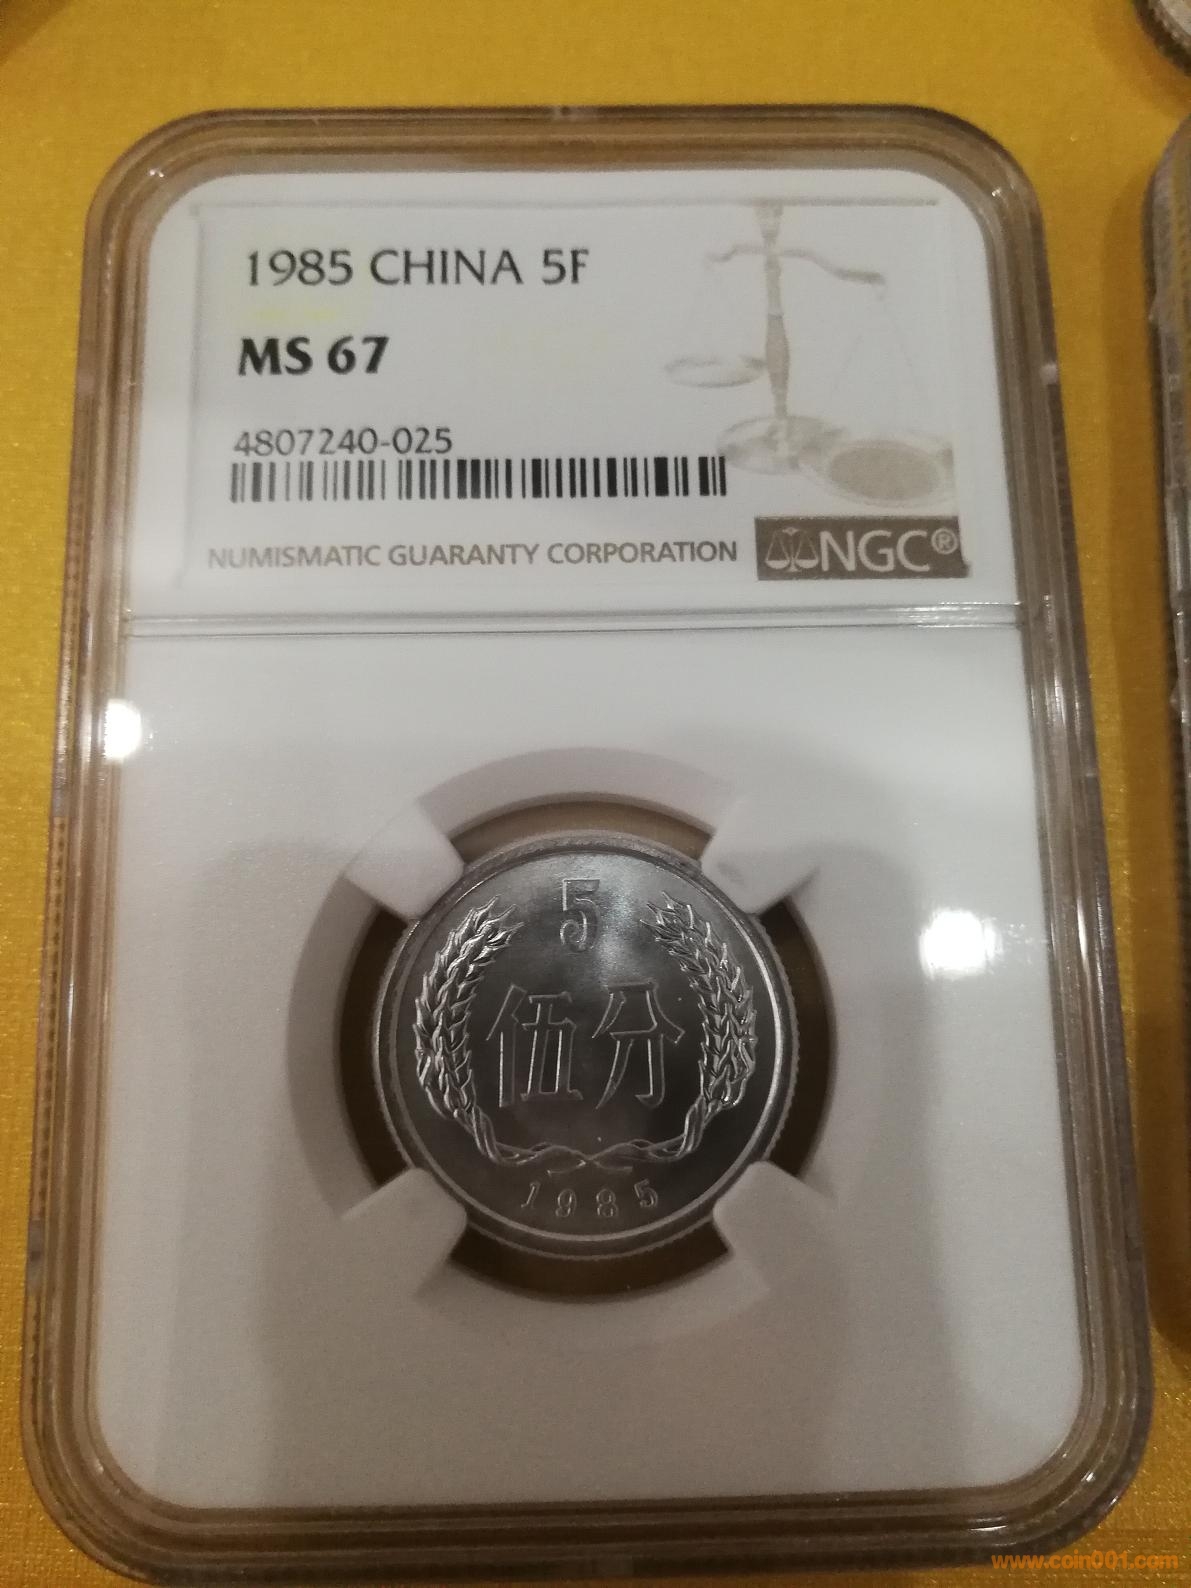 1985 CHINA 5F
MS 67
4807240-025
NUMISMATIC GUARANTY CORPORATION
NGC®
5
伍分
1985
www.coin001.com